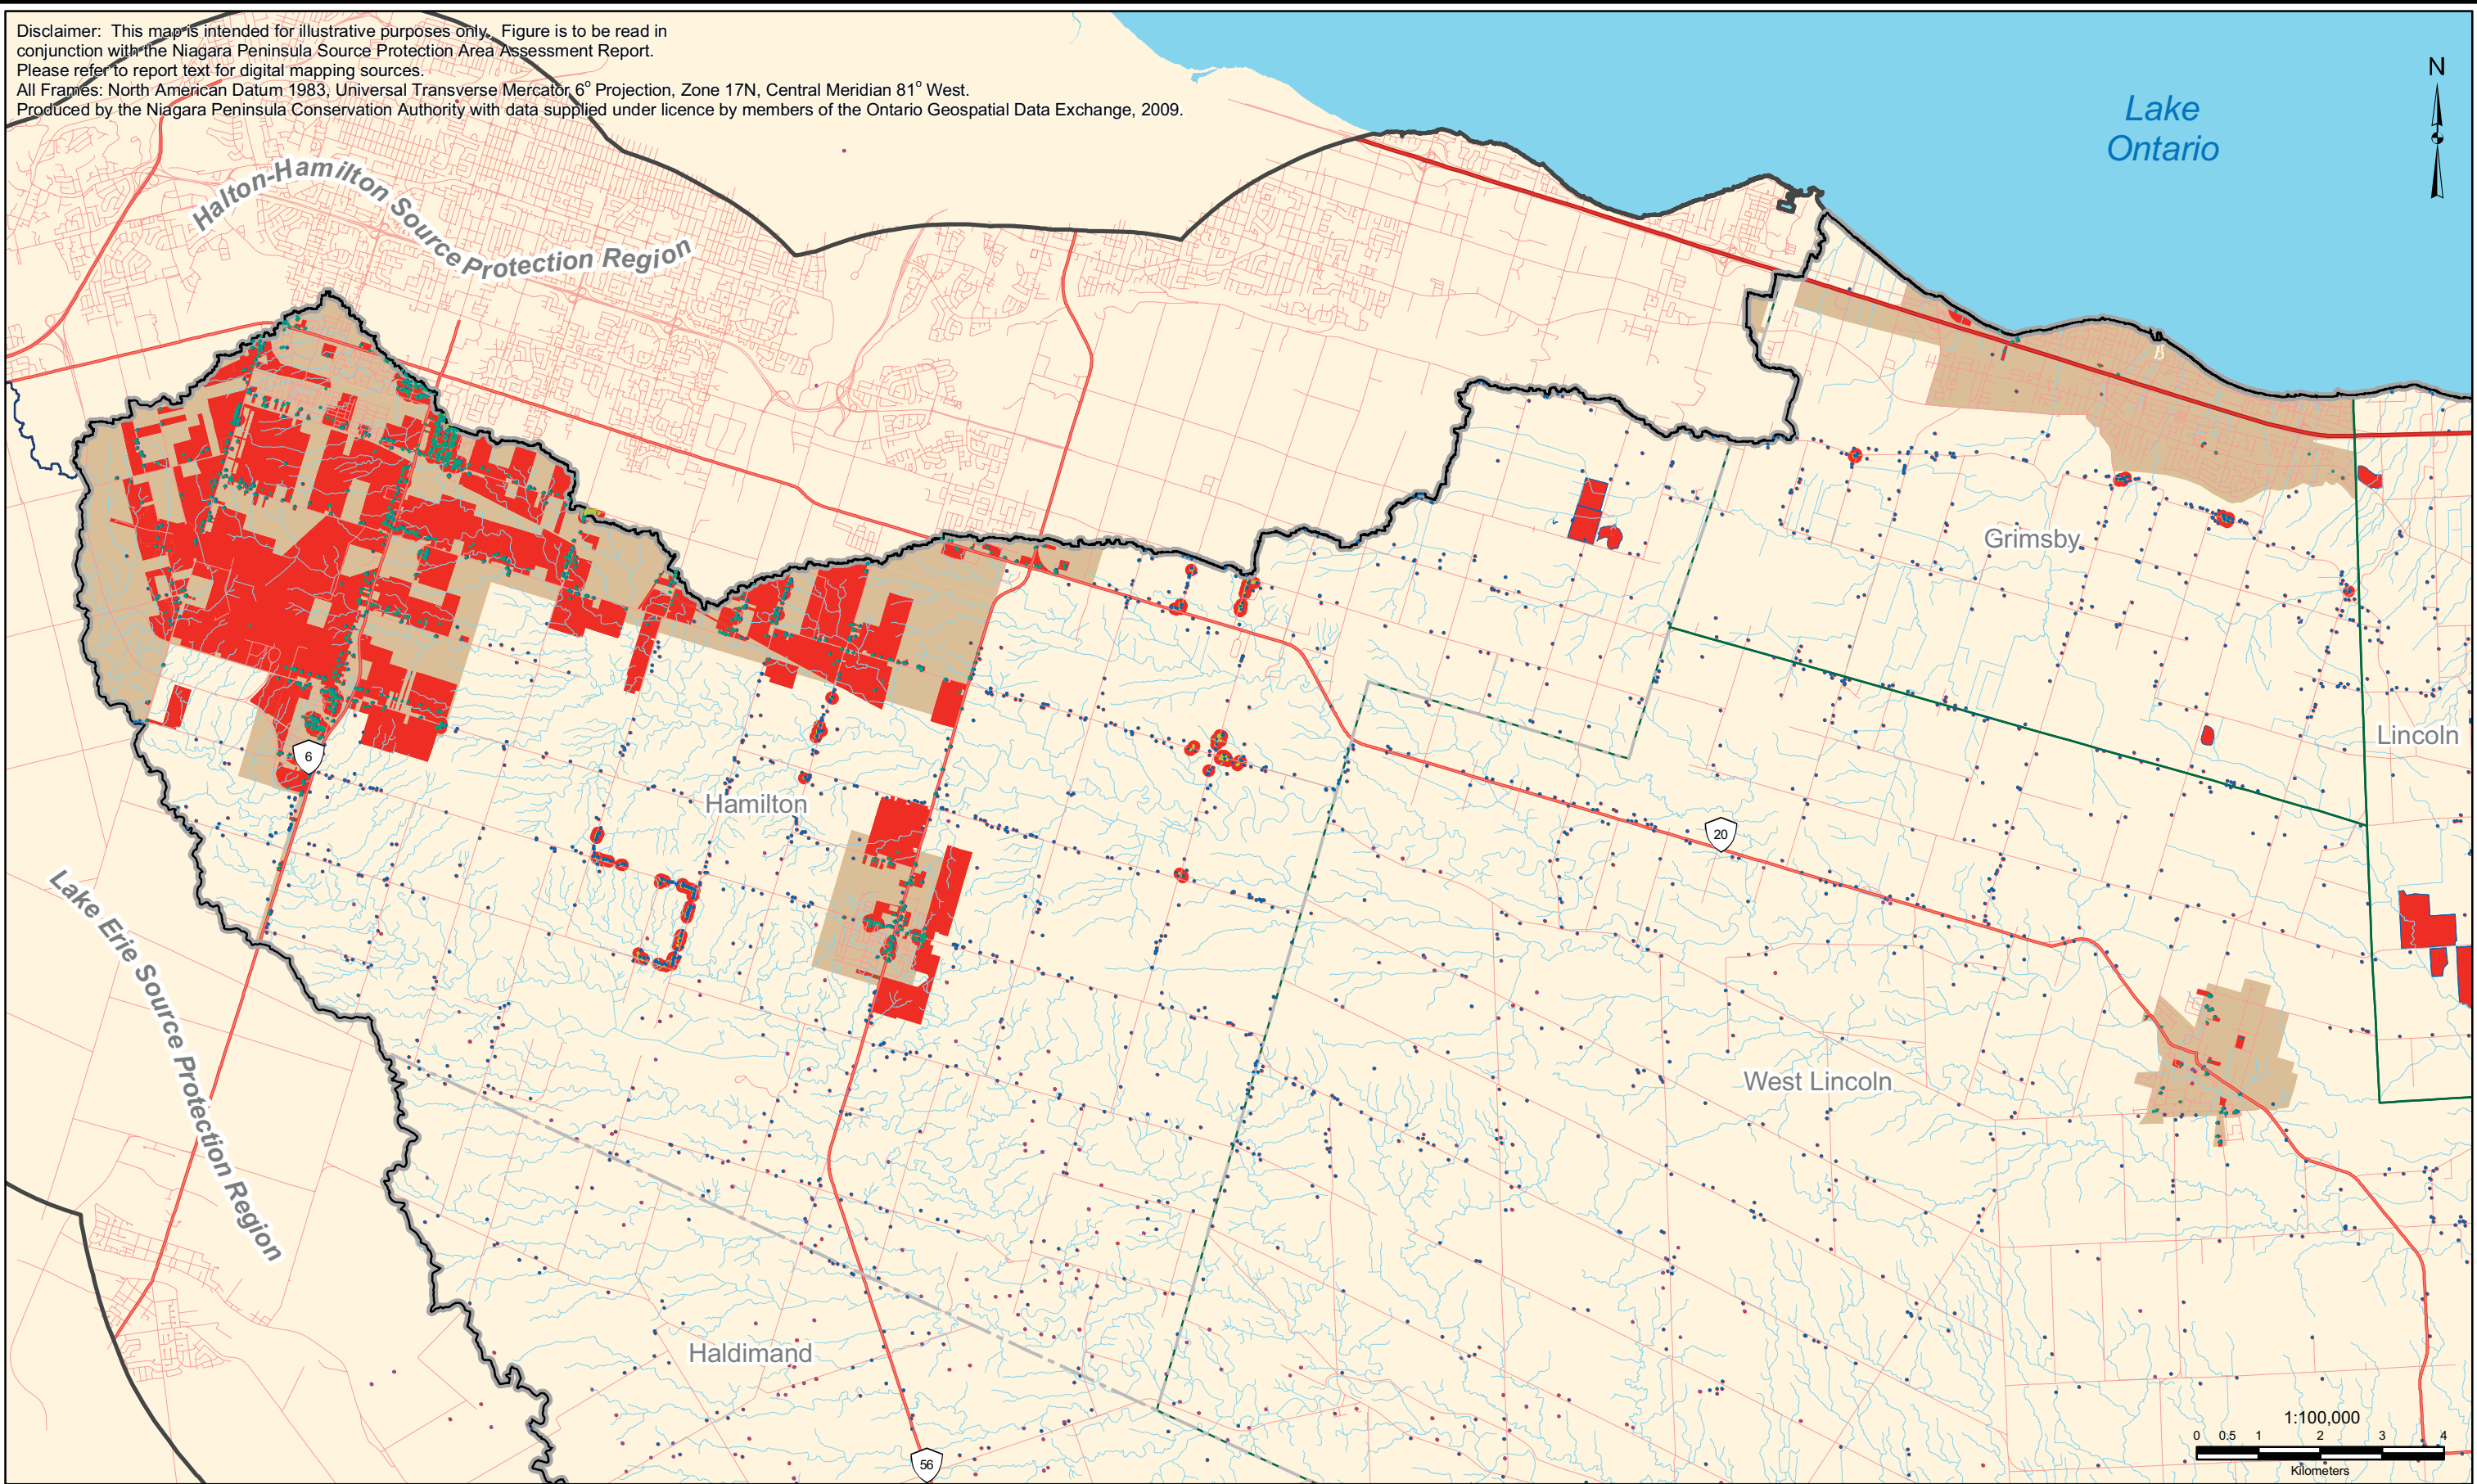 Disclaimer: This map is intended for illustrative purposes only. Figure is to be read in
conjunction with the Niagara Peninsula Source Protection Area Assessment Report.
Please refer to report text for digital mapping sources.
All Frames: North American Datum 1983, Universal Transverse Mercator 6° Projection, Zone 17N, Central Meridian 81° West.
Produced by the Niagara Peninsula Conservation Authority with data supplied under licence by members of the Ontario Geospatial Data Exchange, 2009.
N
Lake
Ontario
Halton-Hamilton Source Protection Region
Grimsby
Lincoln
6
Hamilton
20
Lake Erie Source Protection Region
West Lincoln
Haldimand
56
1:100,000
0 0.5 1 2 3 4
Kilometers